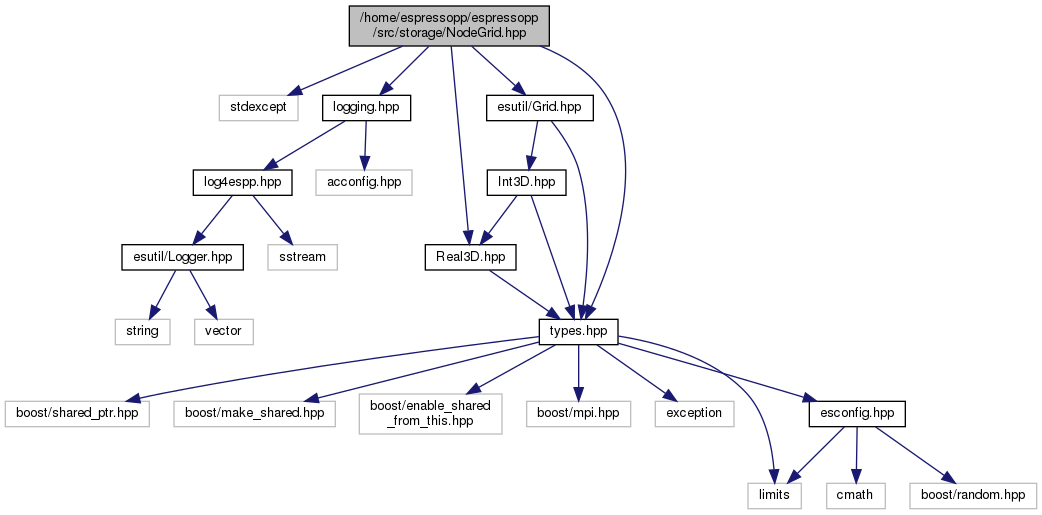 /home/espressopp/espressopp
/src/storage/NodeGrid.hpp
stdexcept
logging.hpp
esutil/Grid.hpp
log4espp.hpp
acconfig.hpp
Int3D.hpp
esutil/Logger.hpp
sstream
Real3D.hpp
string
vector
types.hpp
boost/shared_ptr.hpp
boost/make_shared.hpp
boost/enable_shared
_from_this.hpp
boost/mpi.hpp
exception
esconfig.hpp
limits
cmath
boost/random.hpp